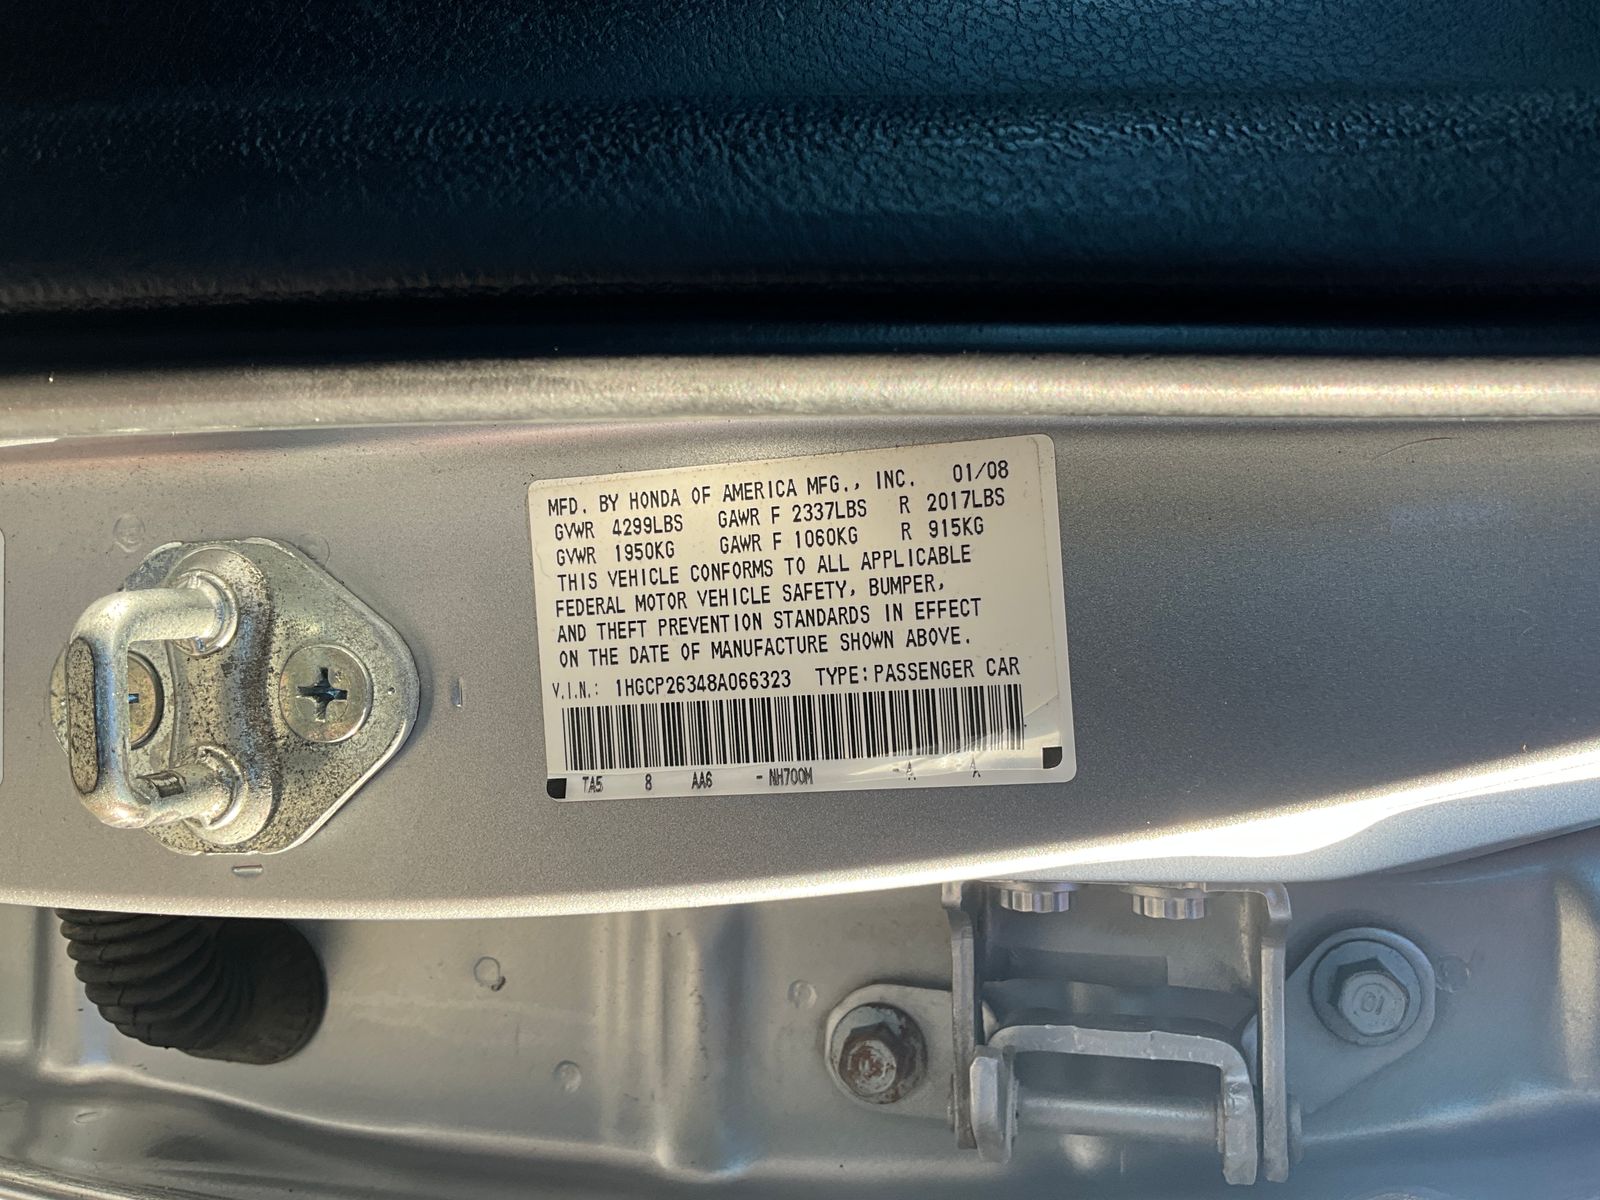 MFD. BY HONDA OF AMERICA MFG., INC. 01/08
GVWR 4299LBS GAWR F 2337LBS R 2017LBS
GVWR 1950KG GAWR F 1060KG R 915KG
THIS VEHICLE CONFORMS TO ALL APPLICABLE
FEDERAL MOTOR VEHICLE SAFETY, BUMPER,
AND THEFT PREVENTION STANDARDS IN EFFECT
ON THE DATE OF MANUFACTURE SHOWN ABOVE.
V.I.N.: 1HGCP26348A066323 TYPE: PASSENGER CAR
TA5 8 AA6 - NH700M - A A